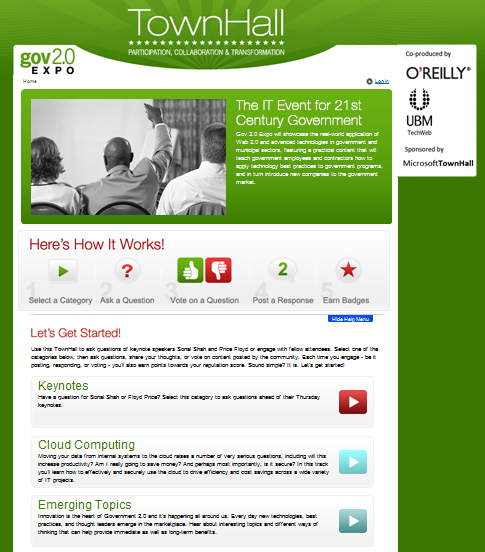 TownHall
PARTICIPATION, COLLABORATION & TRANSFORMATION
gov2.0
EXPO
Home
Log in
Co-produced by
O'REILLY®
UBM
TechWeb
Sponsored by
MicrosoftTownHall
The IT Event for 21st
Century Government
Gov 2.0 Expo will showcase the real-world application of
Web 2.0 and advanced technologies in government and
municipal sectors, featuring a practical content that will
teach government employees and contractors how to
apply technology best practices to government programs,
and in turn introduce new companies to the government
market.
Here's How It Works!
?
2
1 Select a Category
2 Ask a Question
3 Vote on a Question
4 Post a Response
5 Earn Badges
Hide Help Menu
Let's Get Started!
Use this TownHall to ask questions of keynote speakers Sonal Shah and Price Floyd or engage with fellow attendees. Select one of the
categories below, then ask questions, share your thoughts, or vote on content posted by the community. Each time you engage - be it
posting, responding, or voting - you'll also earn points towards your reputation score. Sound simple? It is. Let's get started!
Keynotes
Have a question for Sonal Shah or Floyd Price? Select this category to ask questions ahead of their Thursday
keynotes.
Cloud Computing
Moving your data from internal systems to the cloud raises a number of very serious questions, including will this
increase productivity? Am I really going to save money? And perhaps most importantly, is it secure? In this track
you'll learn how to effectively and securely use the cloud to drive efficiency and cost savings across a wide variety
of IT projects.
Emerging Topics
Innovation is the heart of Government 2.0 and it's happening all around us. Every day new technologies, best
practices, and thought leaders emerge in the marketplace. Hear about interesting topics and different ways of
thinking that can help provide immediate as well as long-term benefits.